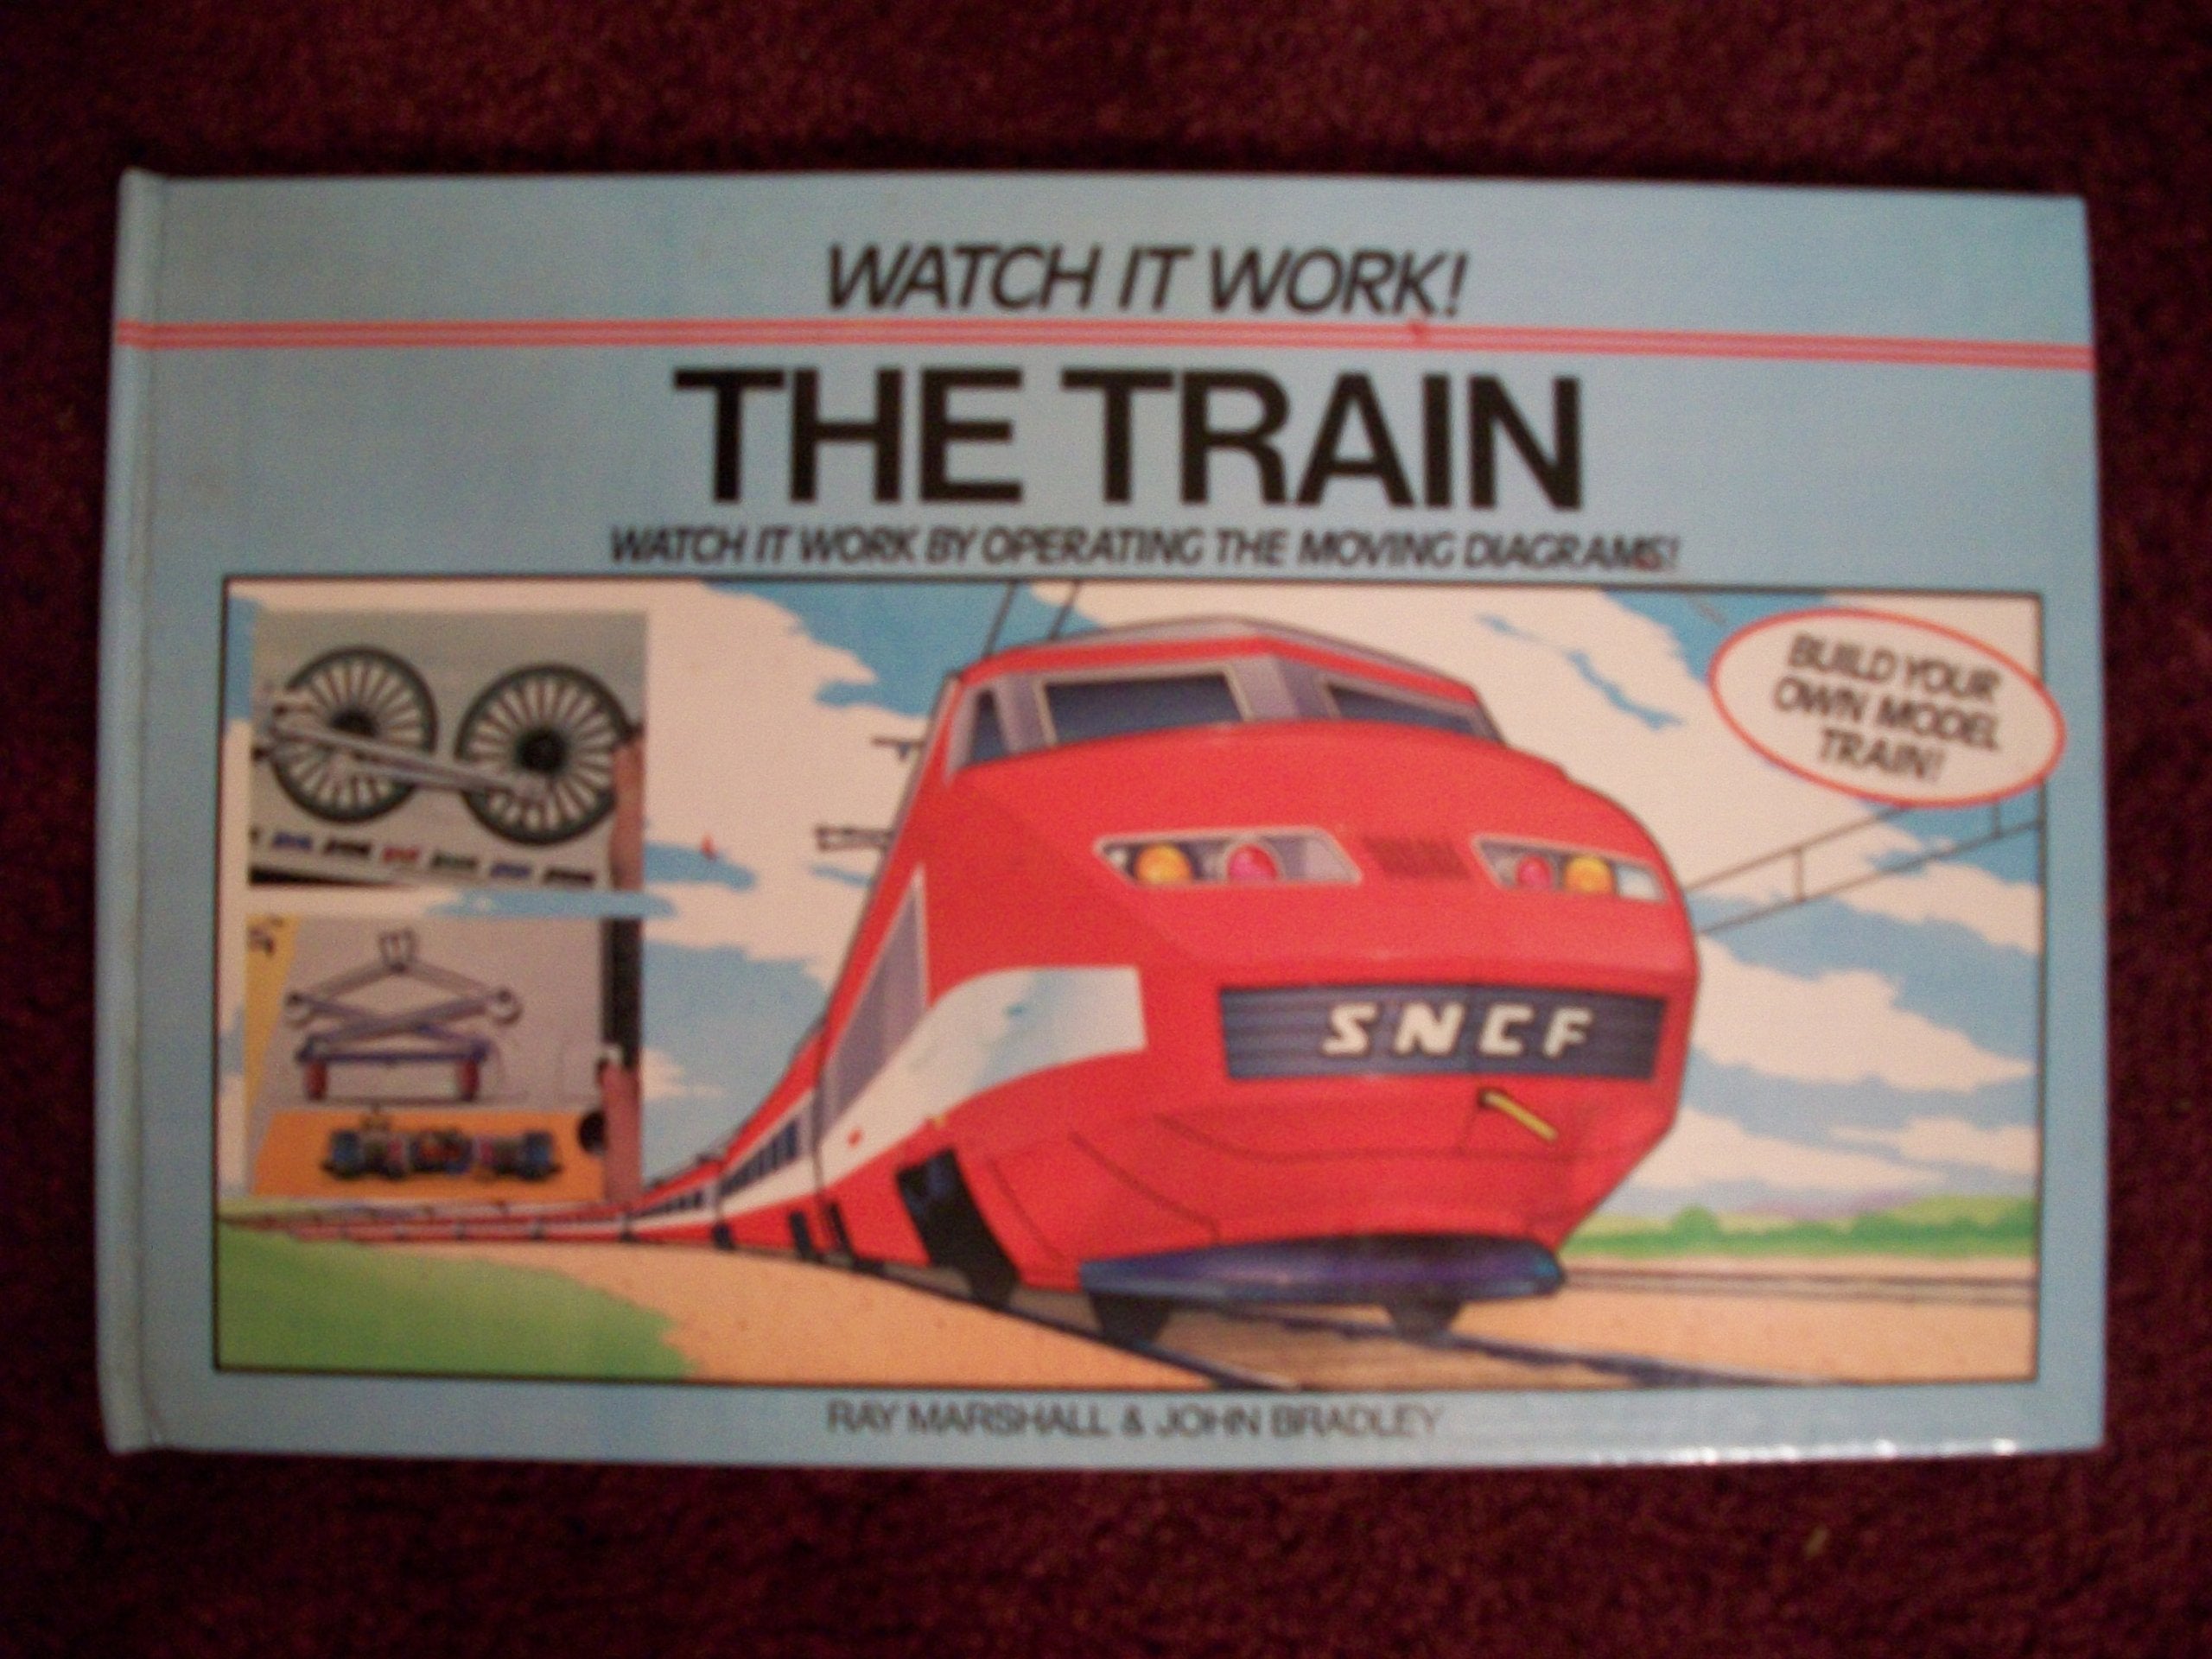 WATCH IT WORK!
THE TRAIN
WATCH IT WORK BY OPERATING THE MOVING DIAGRAMS!
BUILD YOUR
OWN MODEL
TRAIN!
SNCF
RAY MARSHALL & JOHN BRADLEY